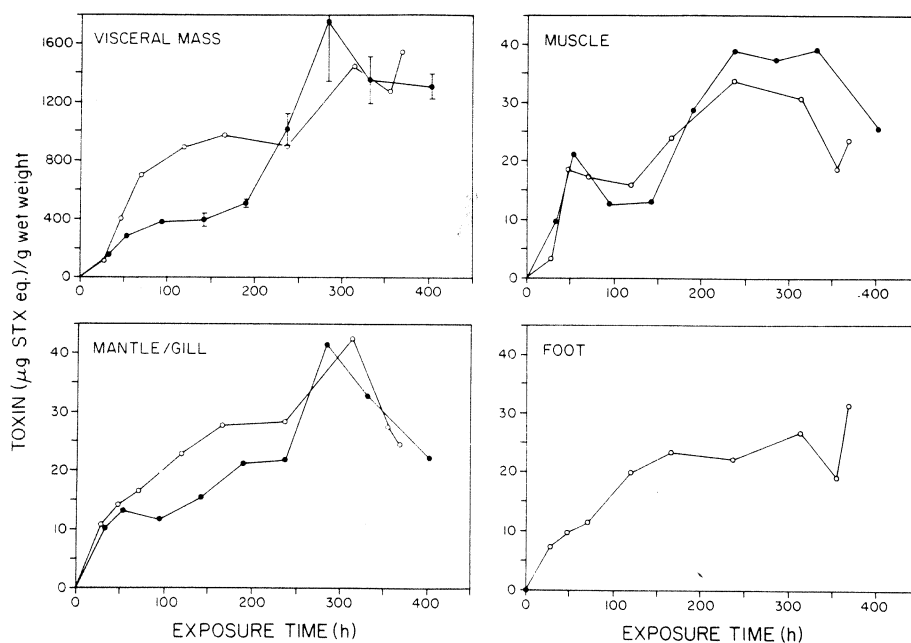 TOXIN (μg STX eq.)/g wet weight
VISCERAL MASS
1600
1200
800
400
0
0 100 200 300 400
MUSCLE
40
30
20
10
0
0 100 200 300 400
MANTLE/GILL
40
30
20
10
0
0 100 200 300 400
EXPOSURE TIME (h)
FOOT
40
30
20
10
0
0 100 200 300 400
EXPOSURE TIME (h)